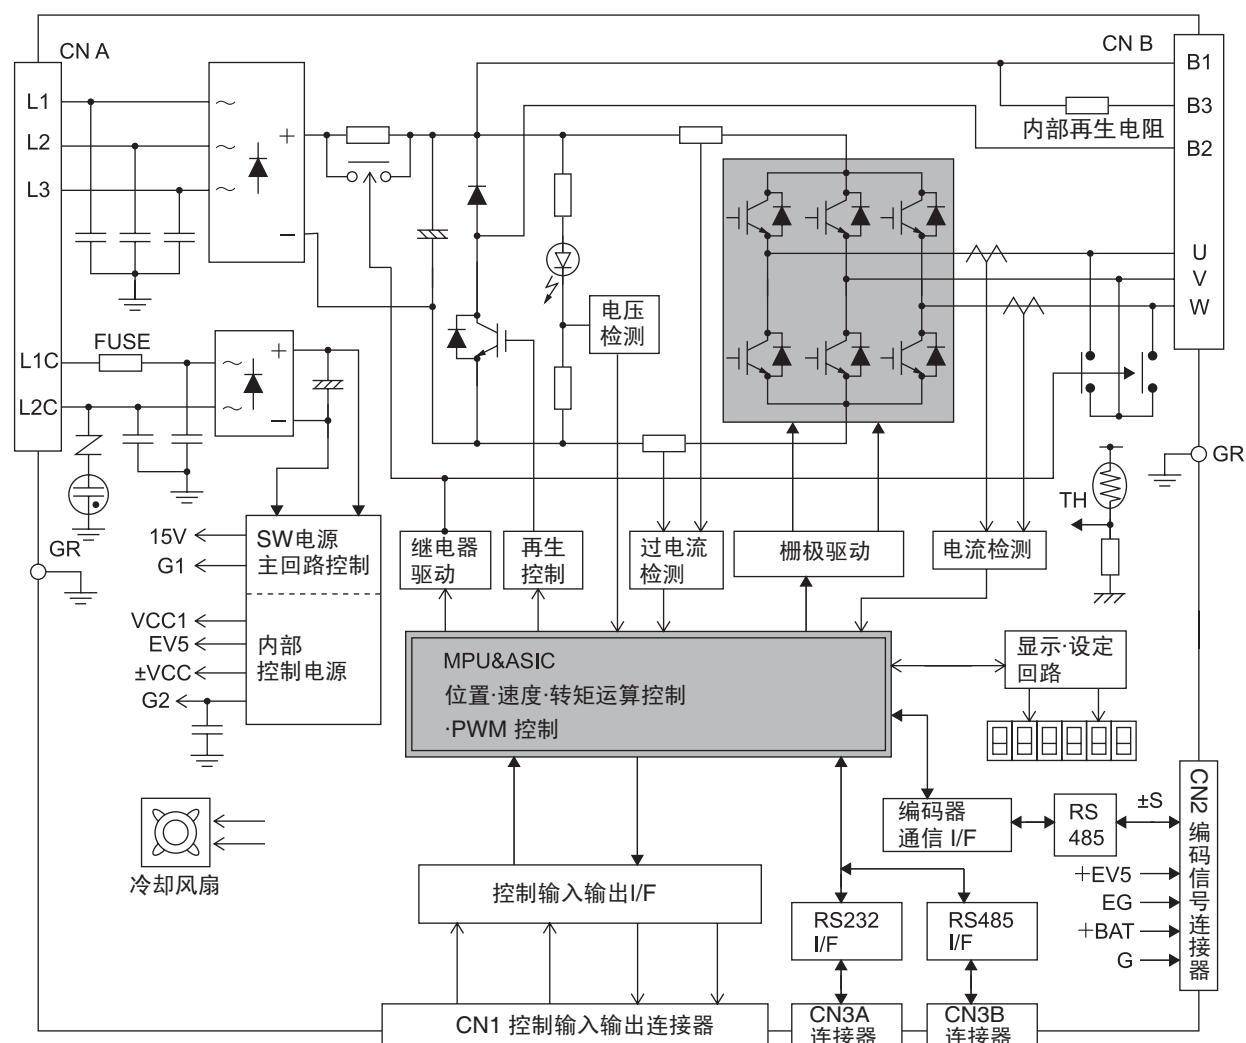 CN A
CN B
L1
L2
L3
B1
B3
内部再生电阻
B2
U
V
W
电压
检测
FUSE
L1C
L2C
GR
TH
15V
G1
SW电源
主回路控制
GR
继电器
驱动
再生
控制
过电流
检测
栅极驱动
电流检测
VCC1
EV5
±VCC
G2
内部
控制电源
MPU&ASIC
位置·速度·转矩运算控制
·PWM 控制
显示·设定
回路
冷却风扇
编码器
通信 I/F
RS
485
±S
+EV5
EG
+BAT
G
CN2 编码信号连接器
控制输入输出I/F
RS232
I/F
RS485
I/F
CN1 控制输入输出连接器
CN3A
连接器
CN3B
连接器